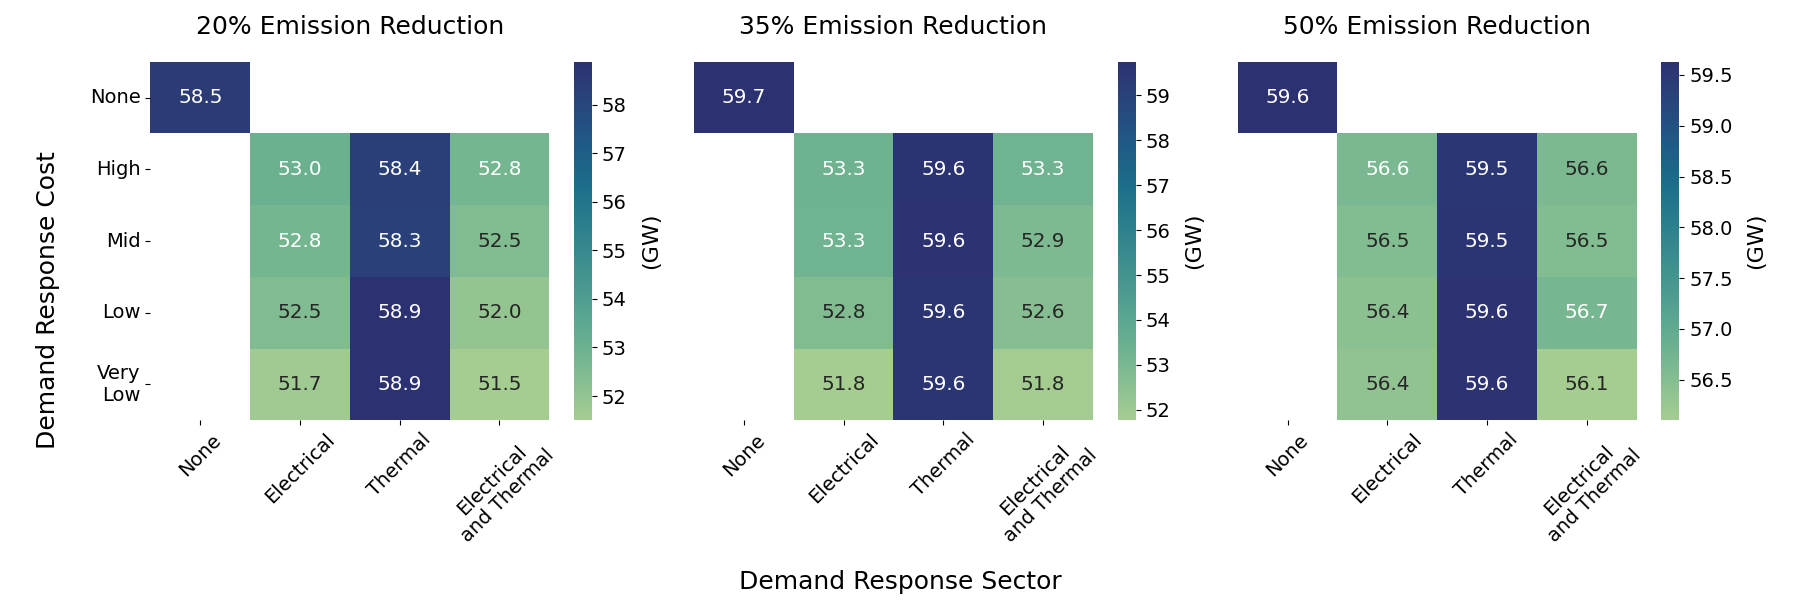 20% Emission Reduction
35% Emission Reduction
50% Emission Reduction
Demand Response Cost
None
High
Mid
Low
Very
Low
58.5
53.0 58.4 52.8
52.8 58.3 52.5
52.5 58.9 52.0
51.7 58.9 51.5
None
Electrical
Thermal
Electrical
and Thermal
58
57
56
55
54
53
52
(GW)
59.7
53.3 59.6 53.3
53.3 59.6 52.9
52.8 59.6 52.6
51.8 59.6 51.8
None
Electrical
Thermal
Electrical
and Thermal
59
58
57
56
55
54
53
52
(GW)
59.6
56.6 59.5 56.6
56.5 59.5 56.5
56.4 59.6 56.7
56.4 59.6 56.1
None
Electrical
Thermal
Electrical
and Thermal
59.5
59.0
58.5
58.0
57.5
57.0
56.5
(GW)
Demand Response Sector